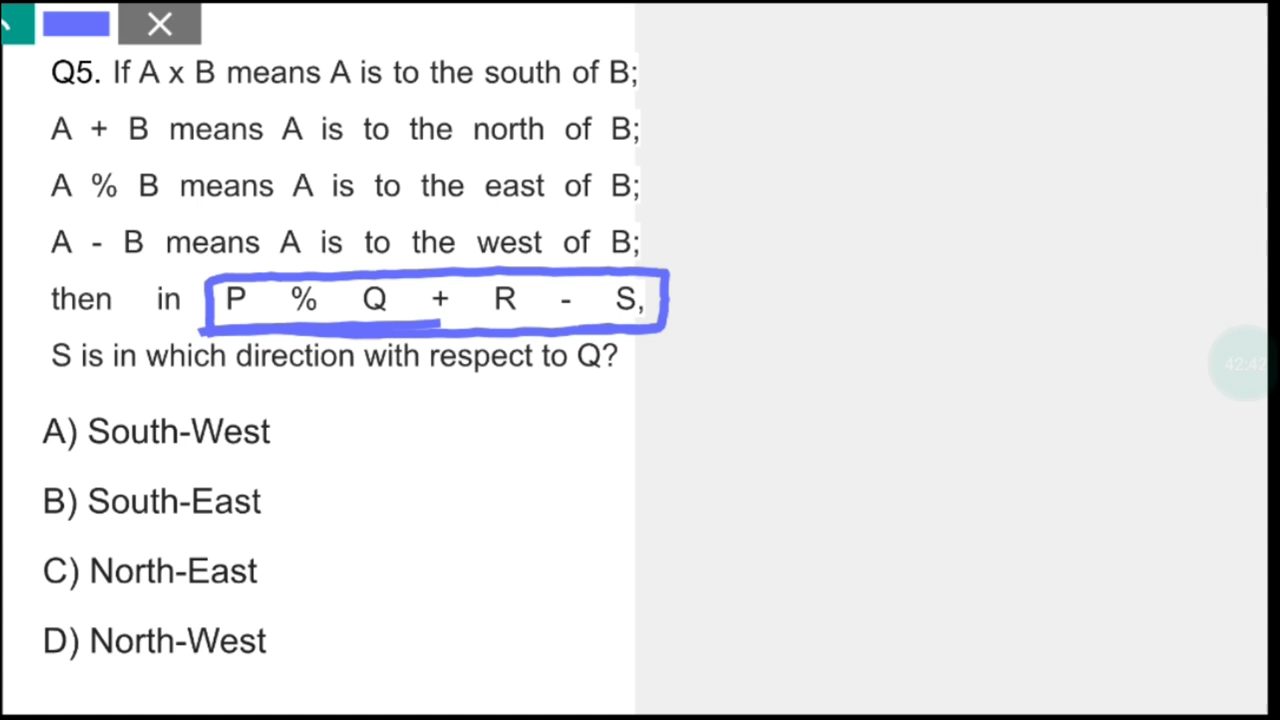 Q5. If A x B means A is to the south of B;
A + B means A is to the north of B;
A % B means A is to the east of B;
A - B means A is to the west of B;
then in P % Q + R - S,
S is in which direction with respect to Q?
42:42
A) South-West
B) South-East
C) North-East
D) North-West